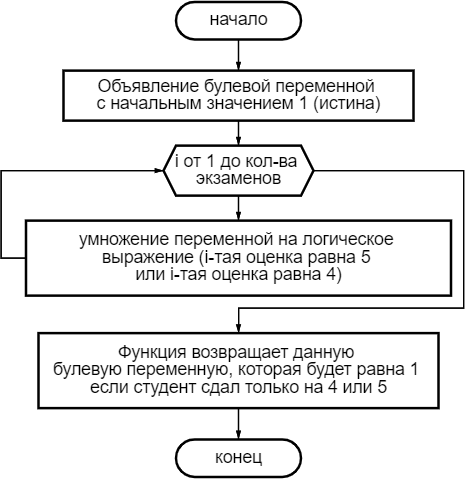 начало
Объявление булевой переменной
с начальным значением 1 (истина)
i от 1 до кол-ва
экзаменов
умножение переменной на логическое
выражение (i-тая оценка равна 5
или i-тая оценка равна 4)
Функция возвращает данную
булевую переменную, которая будет равна 1
если студент сдал только на 4 или 5
конец